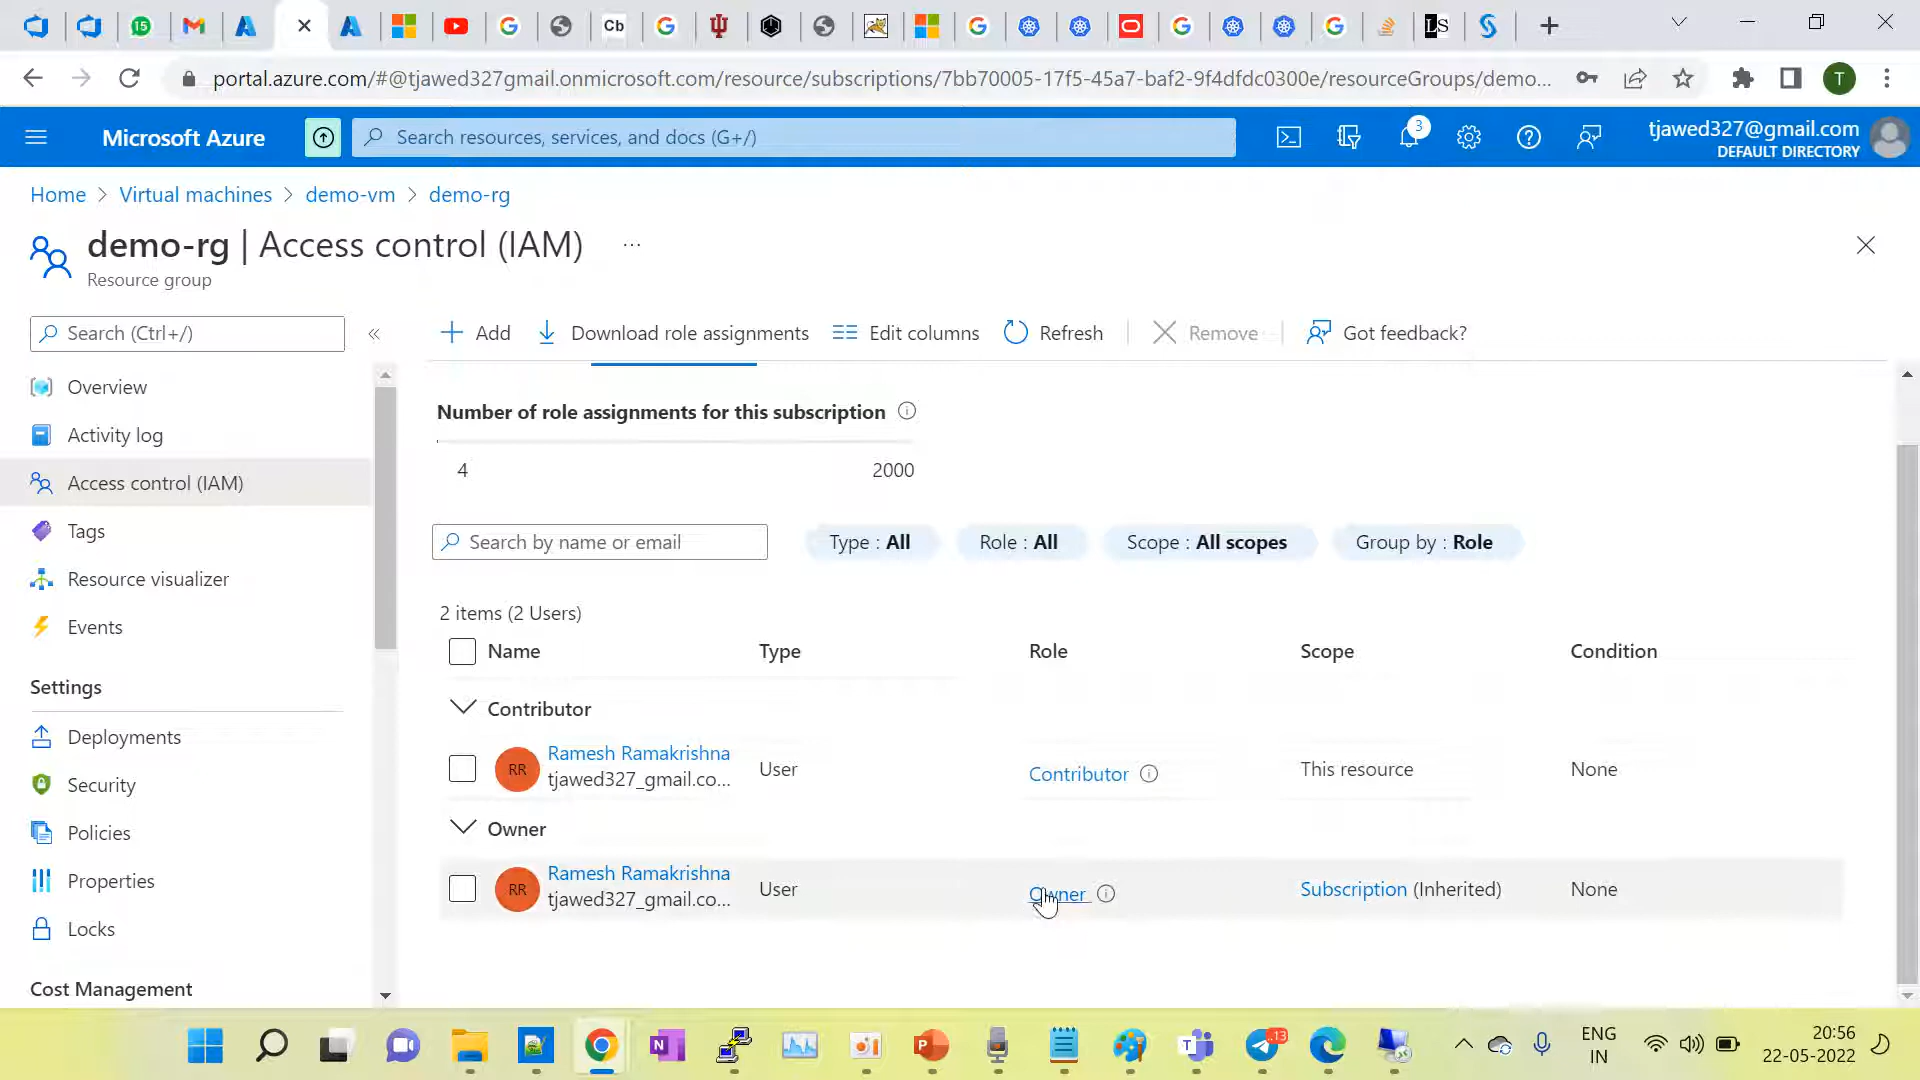 15
Cb
LS
portal.azure.com/#@tjawed327gmail.onmicrosoft.com/resource/subscriptions/7bb70005-17f5-45a7-baf2-9f4dfdc0300e/resourceGroups/demo...
T
Microsoft Azure
Search resources, services, and docs (G+/)
3
tjawed327@gmail.com
DEFAULT DIRECTORY
Home > Virtual machines > demo-vm > demo-rg
demo-rg | Access control (IAM) ...
Resource group
Search (Ctrl+/)
«
Add
Download role assignments
Edit columns
Refresh
Remove
Got feedback?
Overview
Activity log
Access control (IAM)
Tags
Resource visualizer
Events
Settings
Deployments
Security
Policies
Properties
Locks
Cost Management
Number of role assignments for this subscription
4 2000
Search by name or email
Type : All
Role : All
Scope : All scopes
Group by : Role
2 items (2 Users)
Name Type Role Scope Condition
Contributor
RR Ramesh Ramakrishna User Contributor This resource None
tjawed327_gmail.co...
Owner
RR Ramesh Ramakrishna User Owner Subscription (Inherited) None
tjawed327_gmail.co...
13
ENG
IN
20:56
22-05-2022